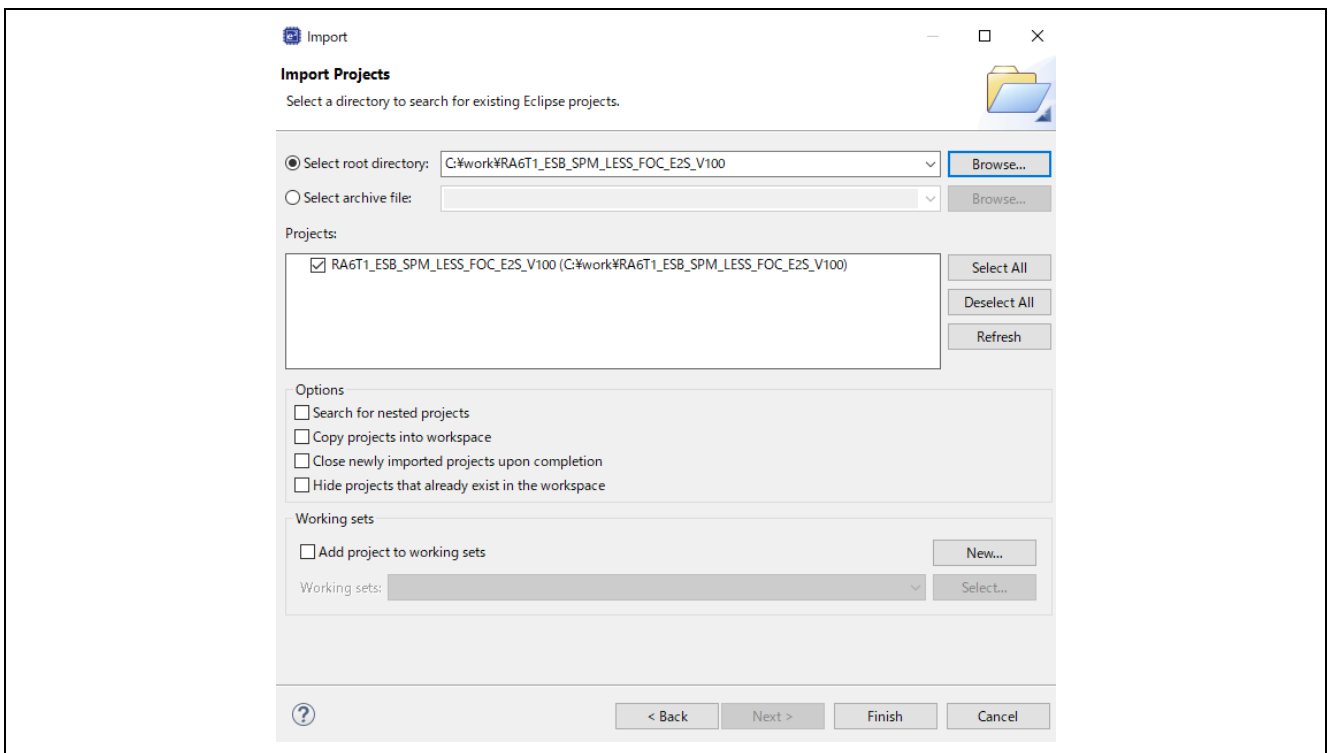 Import
Import Projects
Select a directory to search for existing Eclipse projects.
Select root directory: C:¥work¥RA6T1_ESB_SPM_LESS_FOC_E2S_V100 Browse...
Select archive file: Browse...
Projects:
RA6T1_ESB_SPM_LESS_FOC_E2S_V100 (C:¥work¥RA6T1_ESB_SPM_LESS_FOC_E2S_V100)
Select All
Deselect All
Refresh
Options
Search for nested projects
Copy projects into workspace
Close newly imported projects upon completion
Hide projects that already exist in the workspace
Working sets
Add project to working sets New...
Working sets: Select...
? < Back Next > Finish Cancel